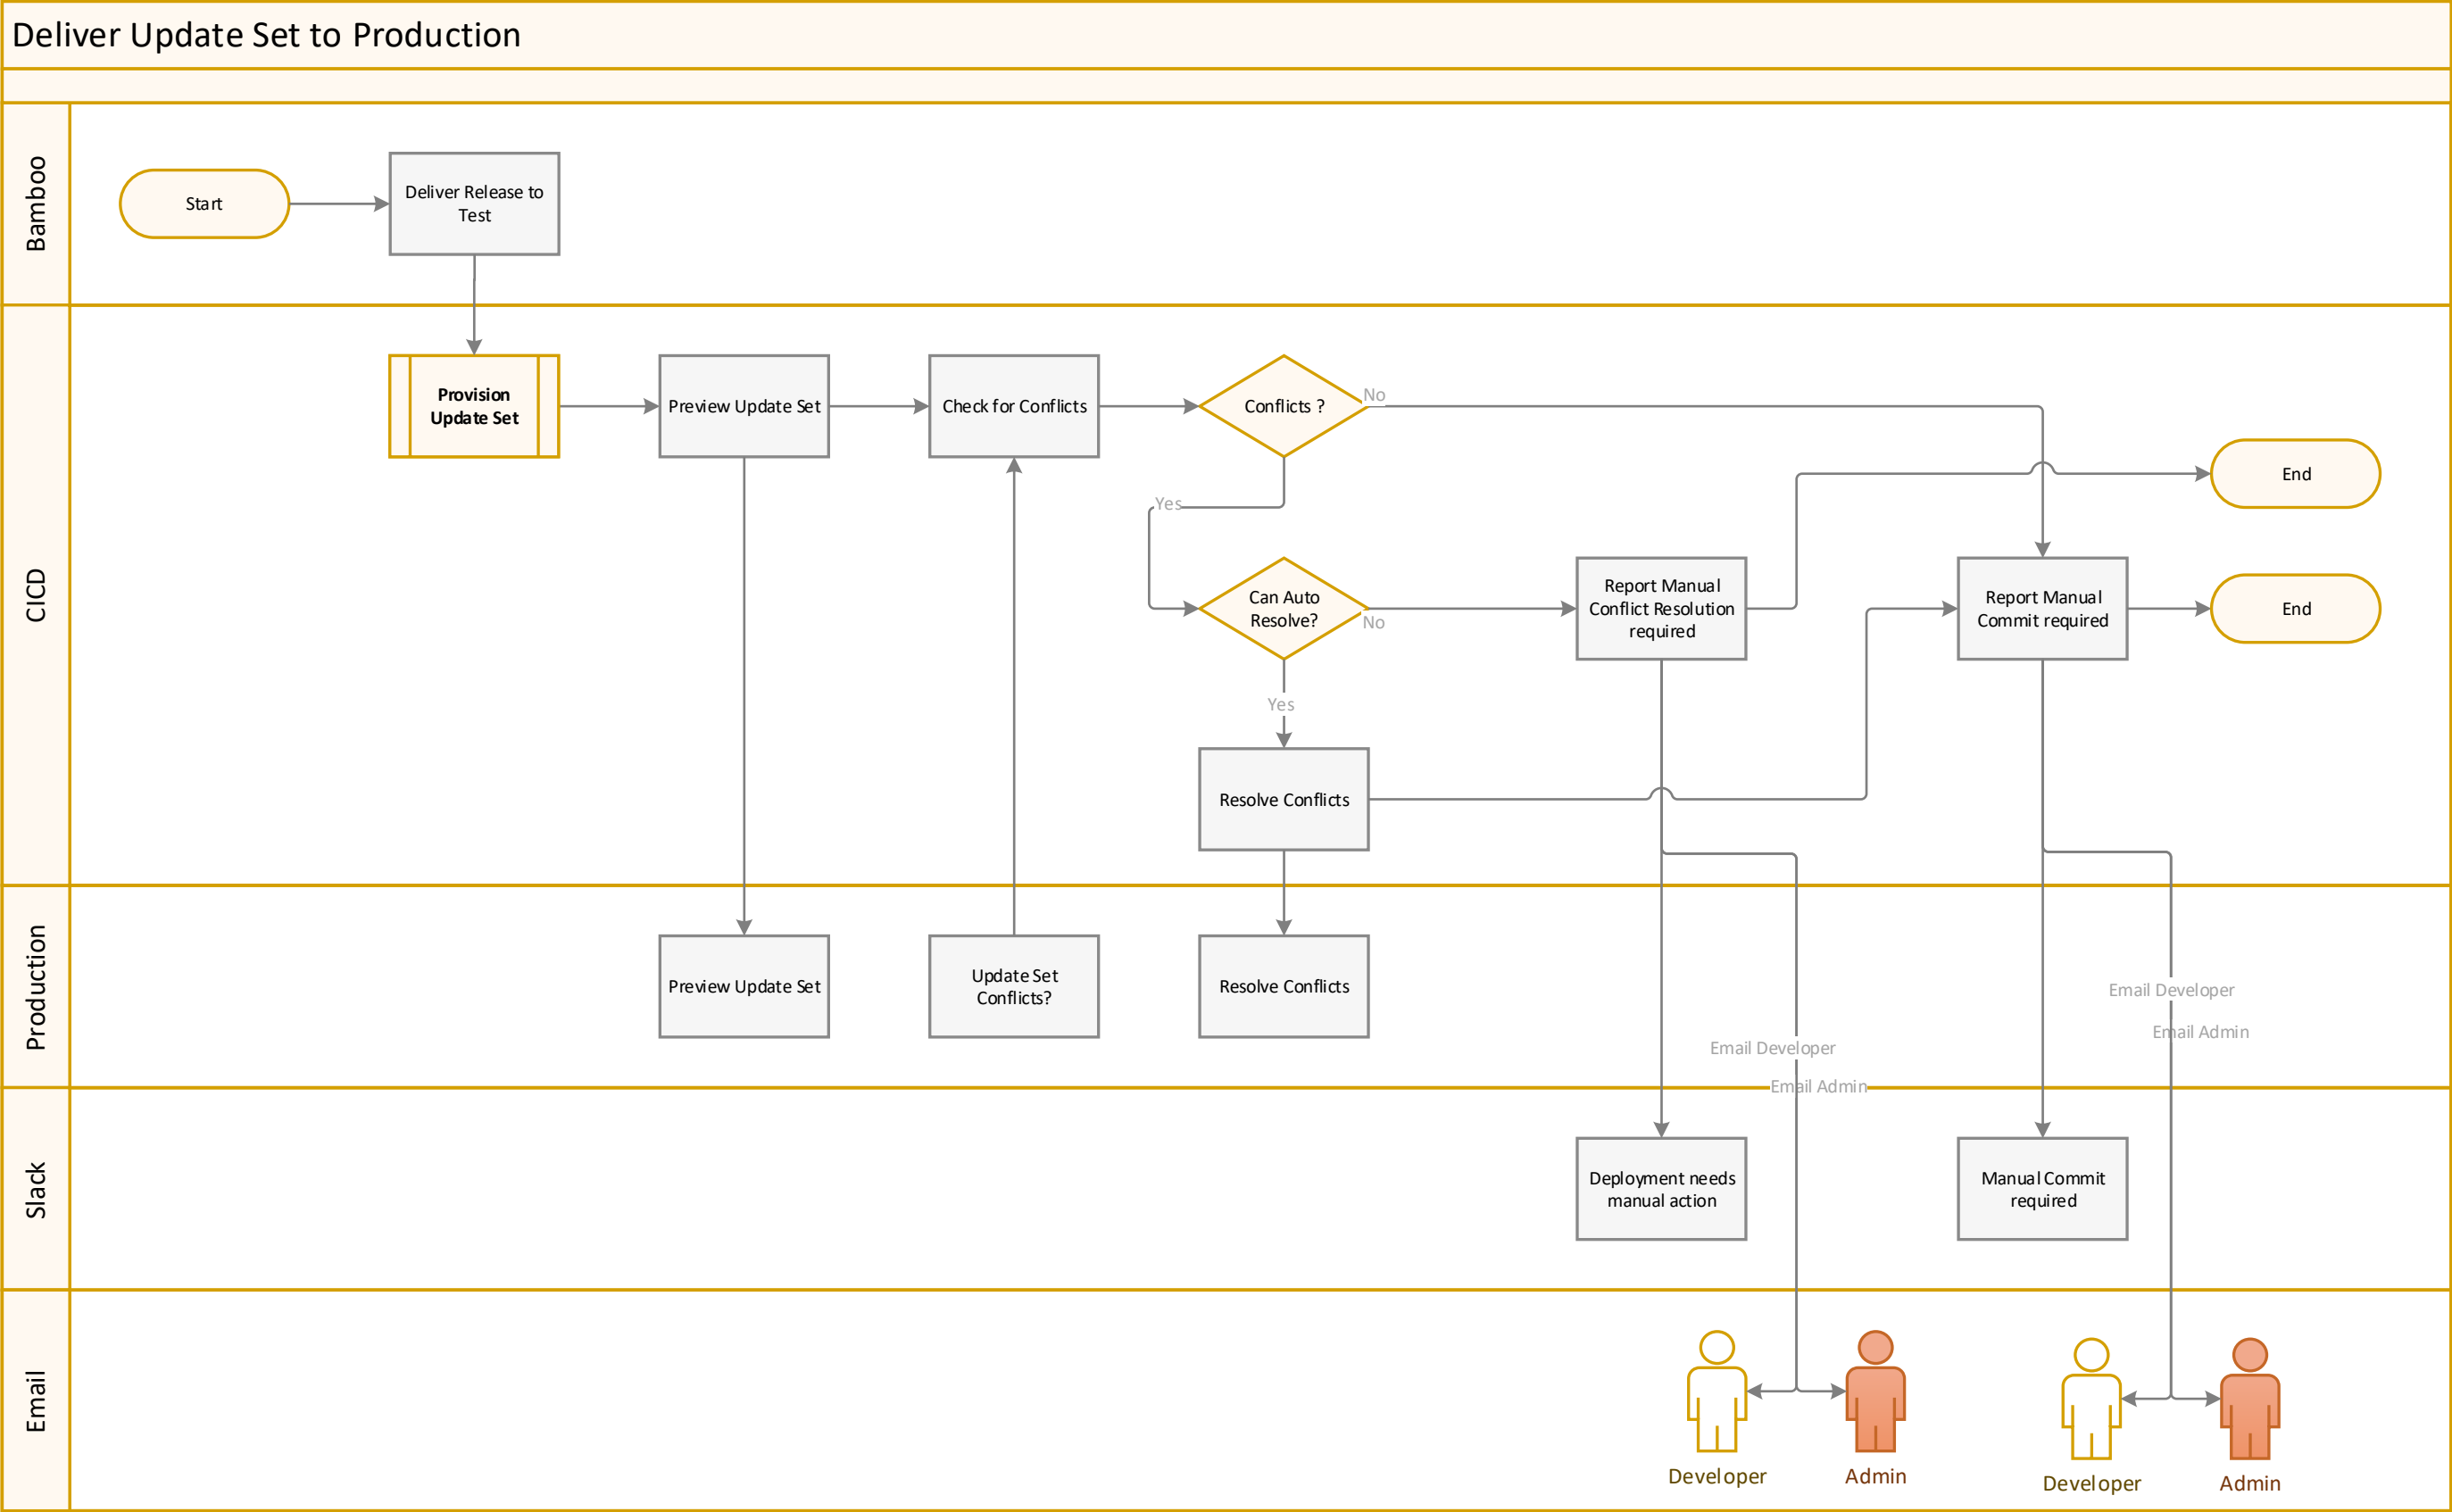 Deliver Update Set to Production
Bamboo
Start
Deliver Release to
Test
CICD
Provision
Update Set
Preview Update Set
Check for Conflicts
Conflicts ?
No
End
Yes
Can Auto
Resolve?
No
Report Manual
Conflict Resolution
required
Report Manual
Commit required
End
Yes
Resolve Conflicts
Production
Preview Update Set
Update Set
Conflicts?
Resolve Conflicts
Email Developer
Email Admin
Email Developer
Email Admin
Slack
Deployment needs
manual action
Manual Commit
required
Email
Developer
Admin
Developer
Admin